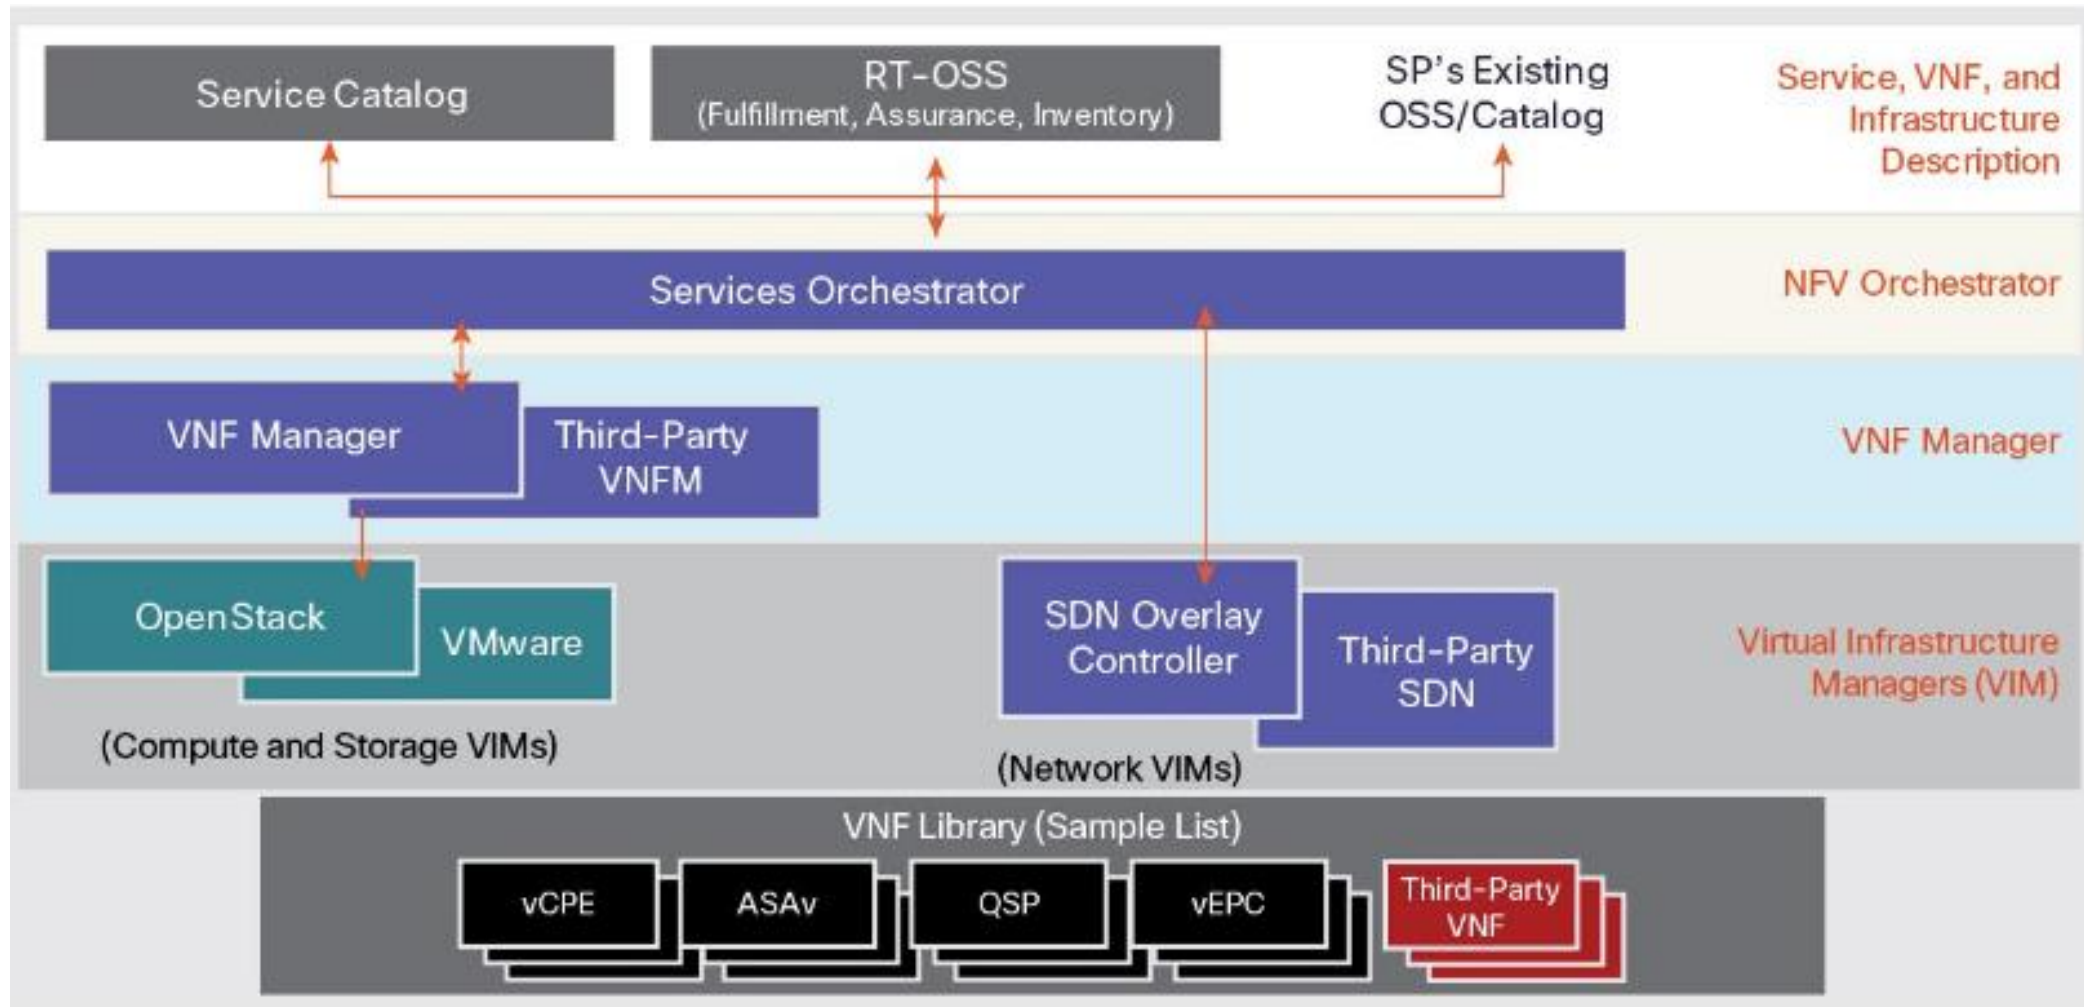 Service Catalog
RT-OSS
(Fulfillment, Assurance, Inventory)
SP's Existing
OSS/Catalog
Service, VNF, and
Infrastructure
Description
Services Orchestrator
NFV Orchestrator
VNF Manager
Third-Party
VNFM
VNF Manager
OpenStack
VMware
(Compute and Storage VIMs)
SDN Overlay
Controller
Third-Party
SDN
(Network VIMs)
Virtual Infrastructure
Managers (VIM)
VNF Library (Sample List)
vCPE
ASAv
QSP
vEPC
Third-Party
VNF